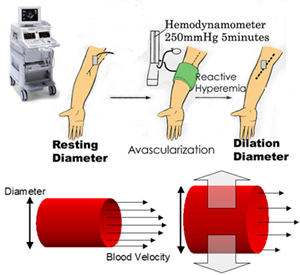 Hemodynamometer
250mmHg 5minutes
Reactive
Hyperemia
Resting
Diameter
Avascularization
Dilation
Diameter
Diameter
Blood Velocity